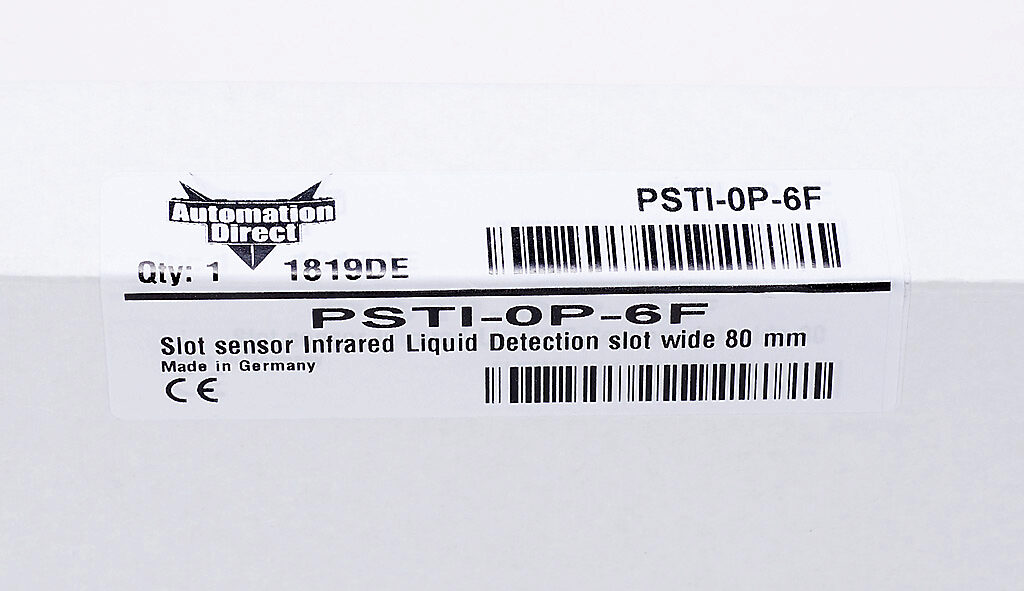 Automation
Direct
PSTI-0P-6F
Qty: 1 1819DE
PSTI-0P-6F
Slot sensor Infrared Liquid Detection slot wide 80 mm
Made in Germany
CE